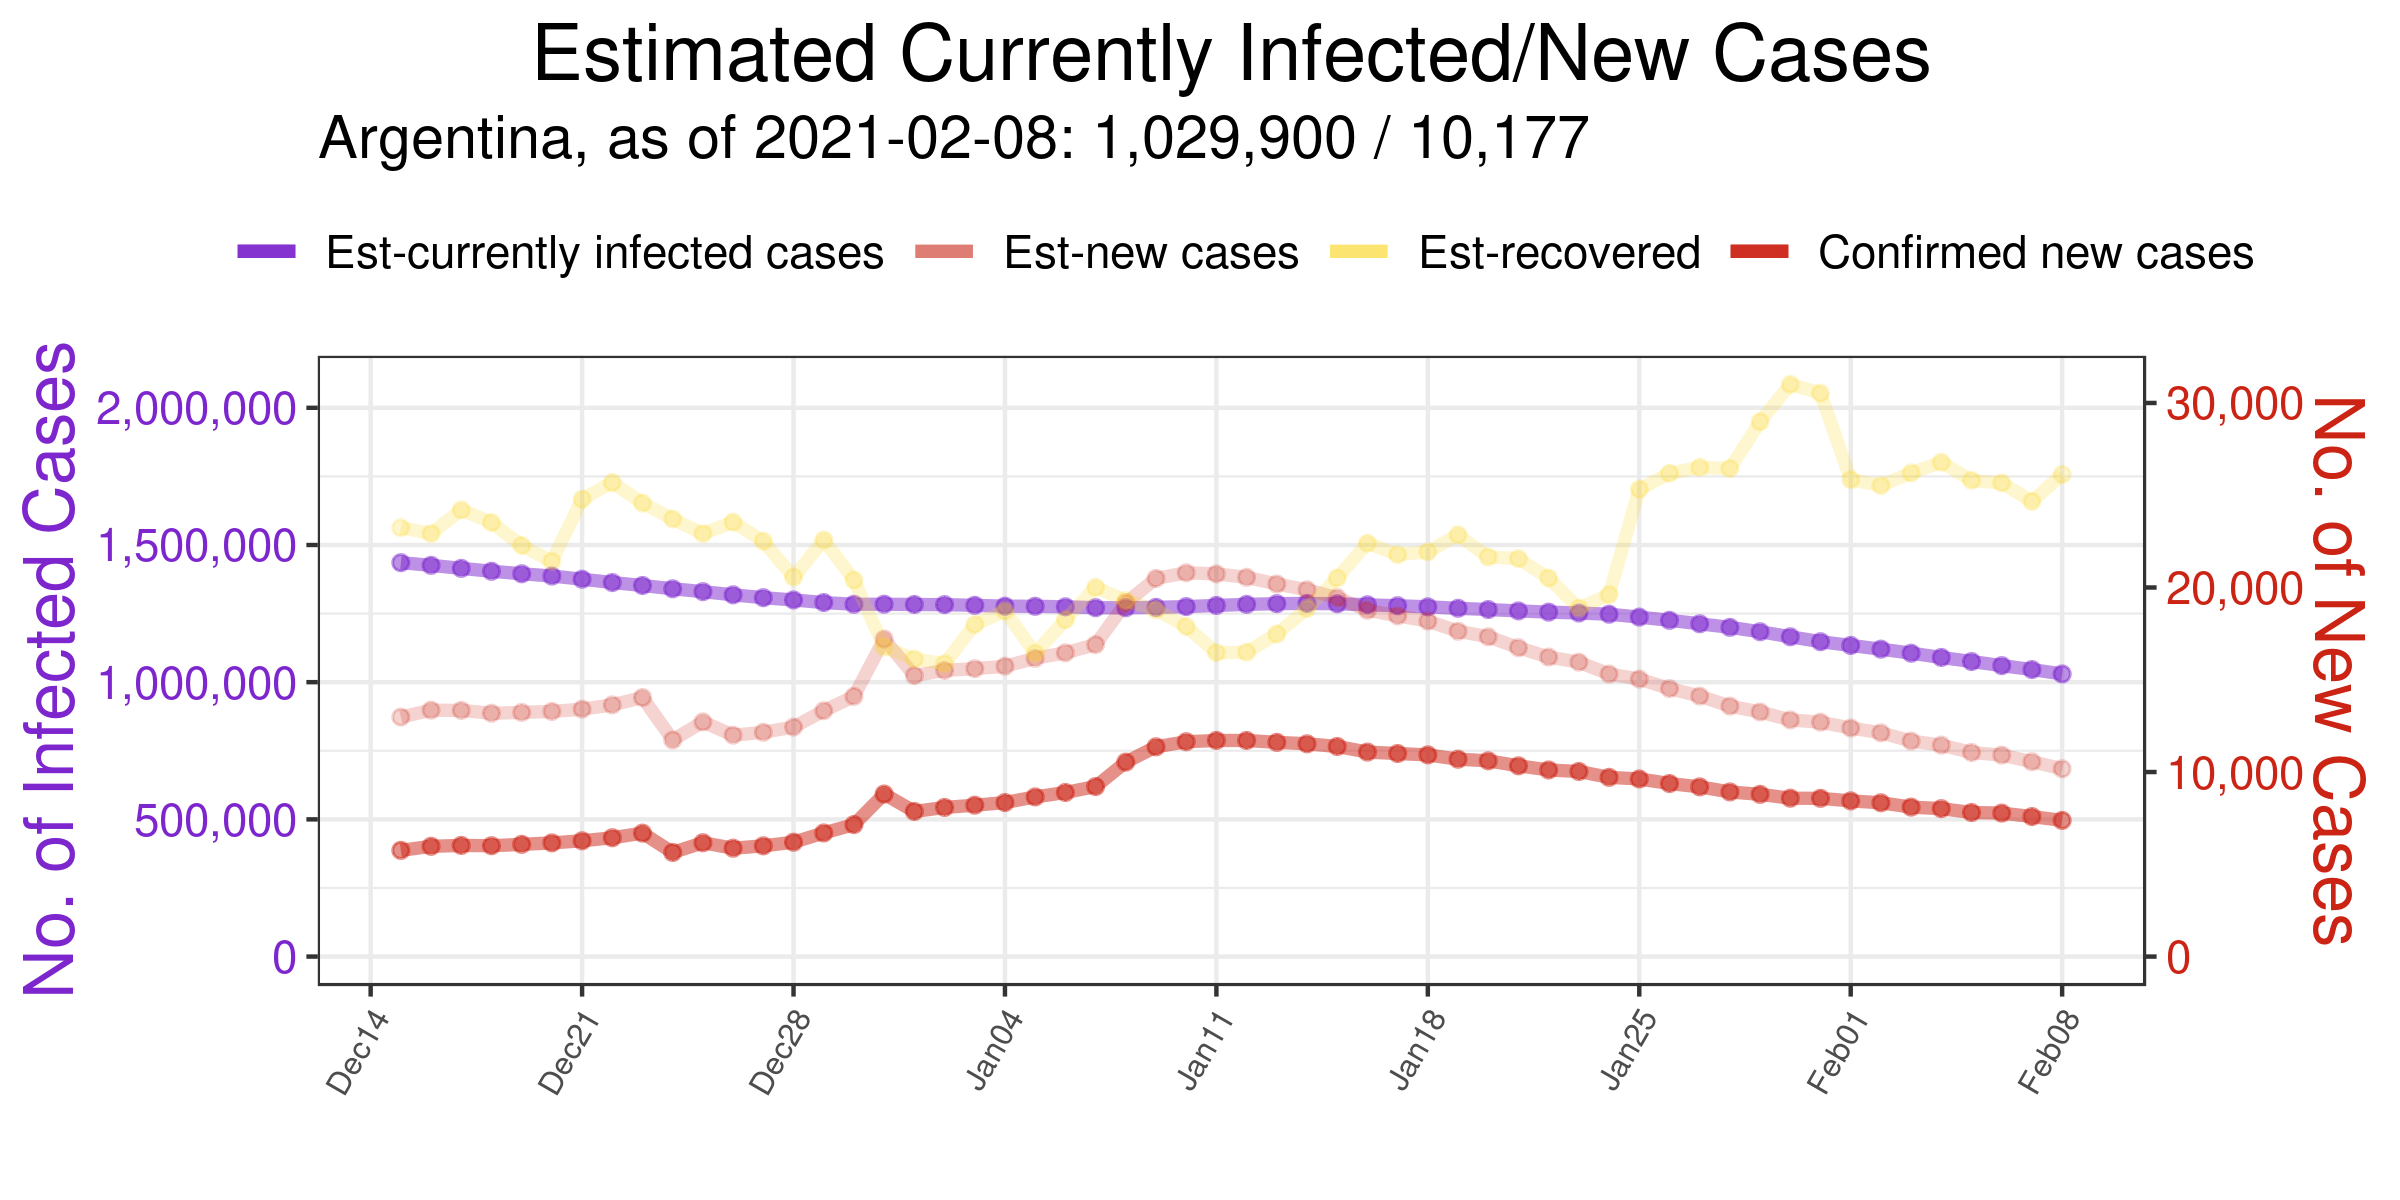 Estimated Currently Infected/New Cases
Argentina, as of 2021-02-08: 1,029,900 / 10,177
Est-currently infected cases Est-new cases Est-recovered Confirmed new cases
No. of Infected Cases
2,000,000
1,500,000
1,000,000
500,000
0
30,000
20,000
10,000
0
No. of New Cases
Dec14 Dec21 Dec28 Jan04 Jan11 Jan18 Jan25 Feb01 Feb08